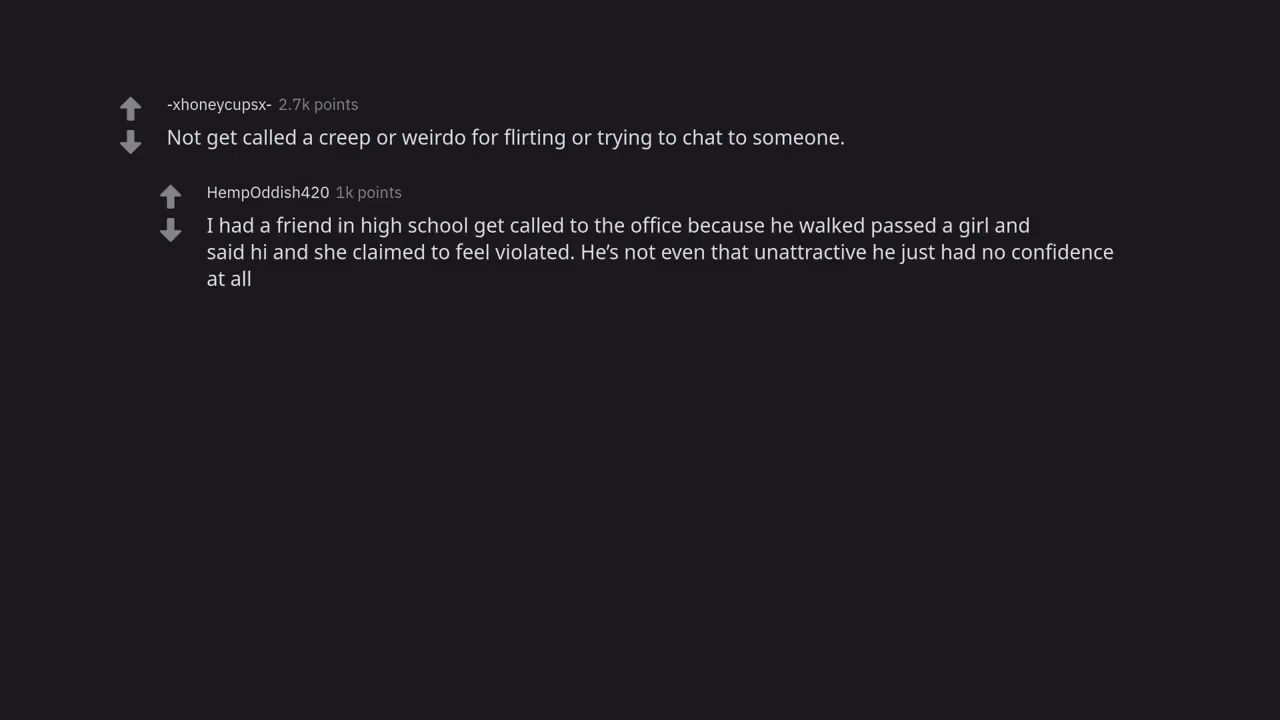 -xhoneycupsx- 2.7k points
Not get called a creep or weirdo for flirting or trying to chat to someone.
HempOddish420 1k points
I had a friend in high school get called to the office because he walked passed a girl and
said hi and she claimed to feel violated. He’s not even that unattractive he just had no confidence
at all